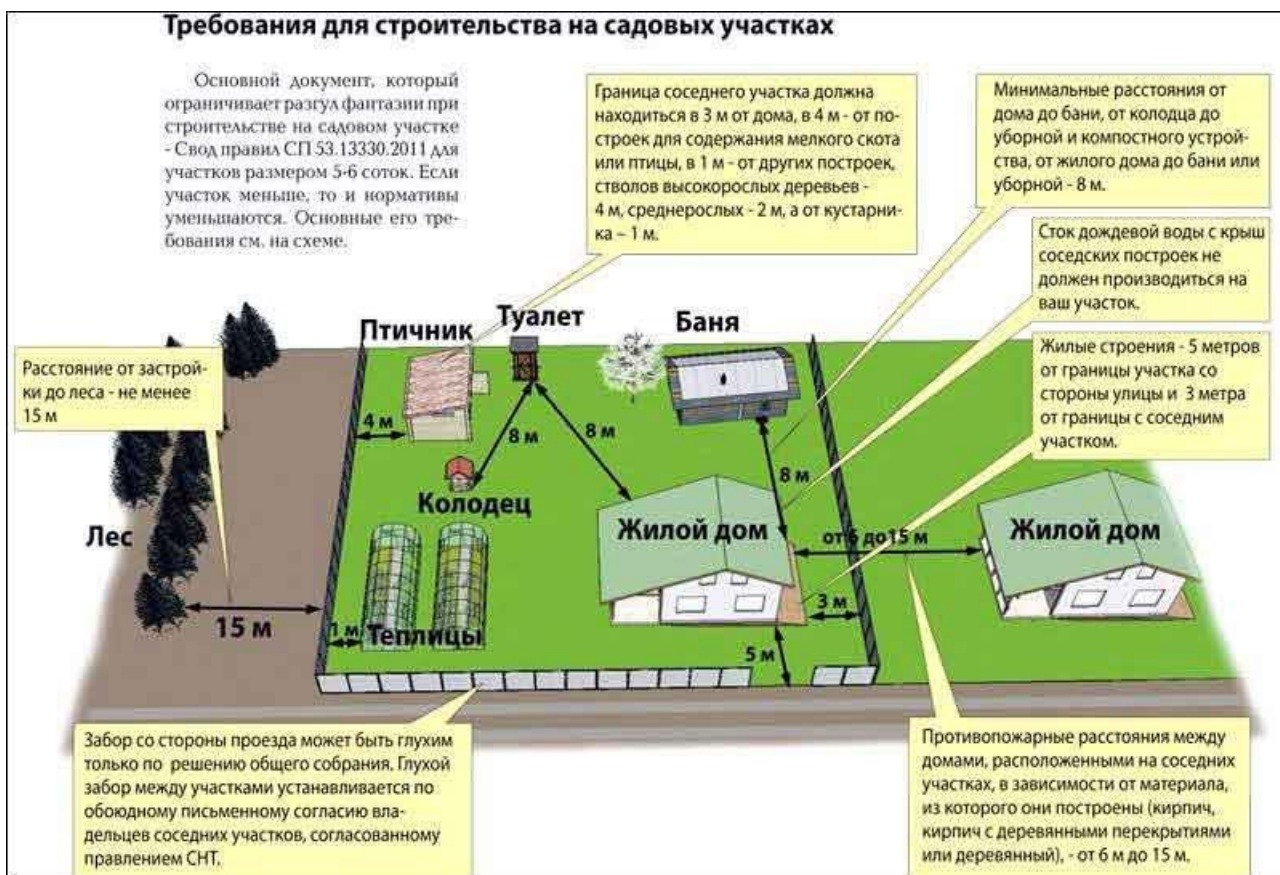 Требования для строительства на садовых участках
Основной документ, который
ограничивает разгул фантазии при
строительстве на садовом участке
- Свод правил СП 53.13330.2011 для
участков размером 5-6 соток. Если
участок меньше, то и нормативы
уменьшаются. Основные его тре-
бования см. на схеме.
Граница соседнего участка должна
находиться в 3 м от дома, в 4 м - от по-
строек для содержания мелкого скота
или птицы, в 1 м - от других построек,
стволов высокорослых деревьев -
4 м, среднерослых - 2 м, а от кустарни-
ка – 1 м.
Минимальные расстояния от
дома до бани, от колодца до
уборной и компостного устрой-
ства, от жилого дома до бани или
уборной - 8 м.
Сток дождевой воды с крыш
соседских построек не
должен производиться на
ваш участок.
Жилые строения - 5 метров
от границы участка со
стороны улицы и 3 метра
от границы с соседним
участком.
Расстояние от застрой-
ки до леса - не менее
15 м
Птичник
Туалет
Баня
4 м
8 м
8 м
8 м
Колодец
Лес
Жилой дом
от 6 до 15 м
Жилой дом
15 м
1 м
Теплицы
3 м
5 м
Забор со стороны проезда может быть глухим
только по решению общего собрания. Глухой
забор между участками устанавливается по
обоюдному письменному согласию вла-
дельцев соседних участков, согласованному
правлением СНТ.
Противопожарные расстояния между
домами, расположенными на соседних
участках, в зависимости от материала,
из которого они построены (кирпич,
кирпич с деревянными перекрытиями
или деревянный), - от 6 м до 15 м.